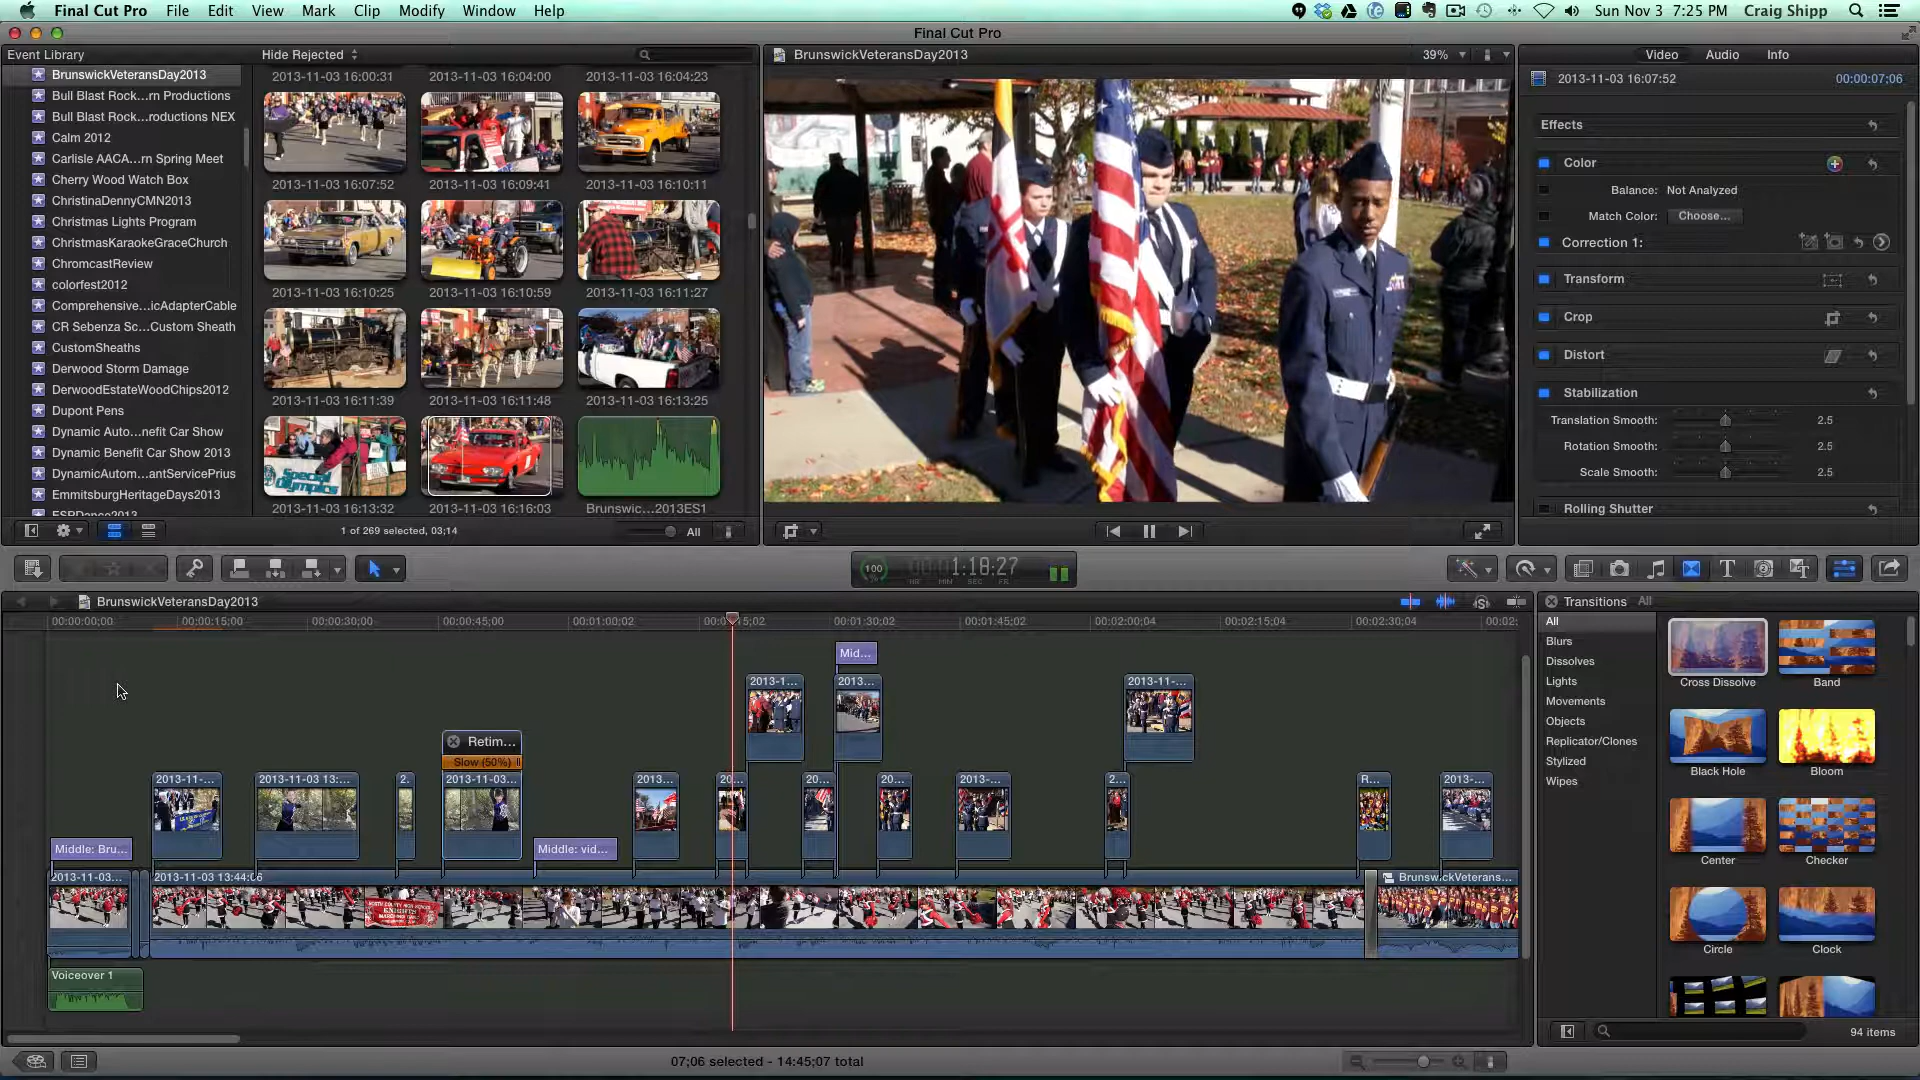 Final Cut Pro File Edit View Mark Clip Modify Window Help
Sun Nov 3 7:25 PM Craig Shipp
Final Cut Pro
Event Library
Hide Rejected
BrunswickVeteransDay2013
39%
Video Audio Info
BrunswickVeteransDay2013
Bull Blast Rock...rn Productions
Bull Blast Rock...roductions NEX
Calm 2012
Carlisle AACA...rn Spring Meet
Cherry Wood Watch Box
ChristinaDennyCMN2013
Christmas Lights Program
ChristmasKaraokeGraceChurch
ChromcastReview
colorfest2012
Comprehensive...icAdapterCable
CR Sebenza Sc...Custom Sheath
CustomSheaths
Derwood Storm Damage
DerwoodEstateWoodChips2012
Dupont Pens
Dynamic Auto...nefit Car Show
Dynamic Benefit Car Show 2013
DynamicAutom...antServicePrius
EmmitsburgHeritageDays2013
ESPDance2013
2013-11-03 16:00:31
2013-11-03 16:04:00
2013-11-03 16:04:23
2013-11-03 16:07:52
2013-11-03 16:09:41
2013-11-03 16:10:11
2013-11-03 16:10:25
2013-11-03 16:10:59
2013-11-03 16:11:27
2013-11-03 16:11:39
2013-11-03 16:11:48
2013-11-03 16:13:25
Special Olympics
2013-11-03 16:13:32
2013-11-03 16:16:03
Brunswic...2013ES1
1 of 269 selected, 03;14
All
2013-11-03 16:07:52
00:00:07;06
Effects
Color
Balance: Not Analyzed
Match Color: Choose...
Correction 1:
Transform
Crop
Distort
Stabilization
Translation Smooth: 2.5
Rotation Smooth: 2.5
Scale Smooth: 2.5
Rolling Shutter
100
%
1:18:27
HR MIN SEC FR
BrunswickVeteransDay2013
00:00:00;00
00:00:15;00
00:00:30;00
00:00:45;00
00:01:00;02
00:01:15;02
00:01:30;02
00:01:45;02
00:02:00;04
00:02:15;04
00:02:30;04
00:02:
Mid...
2013-1...
2013...
2013-11-...
Retim...
Slow (50%)
2013-11-...
2013-11-03 13:...
2.
2013-11-03...
2013...
20...
20...
20...
2013-...
2...
R...
2013-...
Middle: Bru...
Middle: vid...
2013-11-03...
2013-11-03 13:44:06
BrunswickVeterans...
Voiceover 1
07;06 selected - 14:45;07 total
Transitions All
All
Blurs
Dissolves
Lights
Movements
Objects
Replicator/Clones
Stylized
Wipes
Cross Dissolve
Band
Black Hole
Bloom
Center
Checker
Circle
Clock
94 items